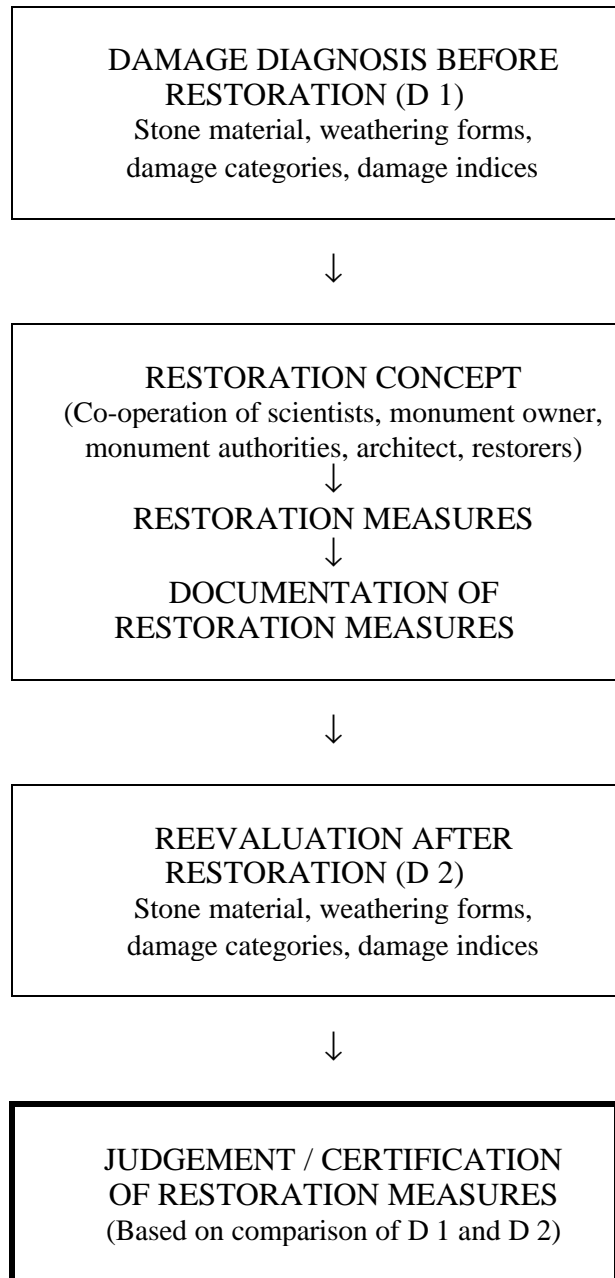 DAMAGE DIAGNOSIS BEFORE
RESTORATION (D 1)
Stone material, weathering forms,
damage categories, damage indices
↓
RESTORATION CONCEPT
(Co-operation of scientists, monument owner,
monument authorities, architect, restorers)
↓
RESTORATION MEASURES
↓
DOCUMENTATION OF
RESTORATION MEASURES
↓
REEVALUATION AFTER
RESTORATION (D 2)
Stone material, weathering forms,
damage categories, damage indices
↓
JUDGEMENT / CERTIFICATION
OF RESTORATION MEASURES
(Based on comparison of D 1 and D 2)